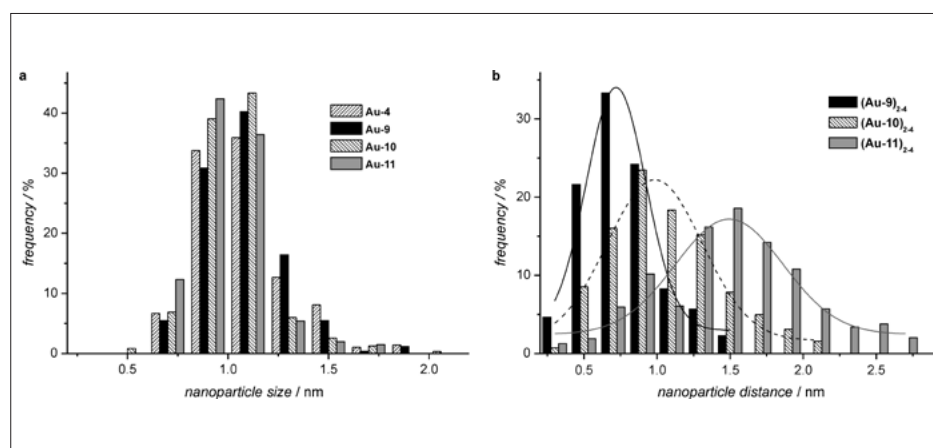 a
frequency / %
40
30
20
10
0
0.5 1.0 1.5 2.0
nanoparticle size / nm
Au-4
Au-9
Au-10
Au-11
b
frequency / %
30
20
10
0
0.5 1.0 1.5 2.0 2.5
nanoparticle distance / nm
(Au-9)2-4
(Au-10)2-4
(Au-11)2-4